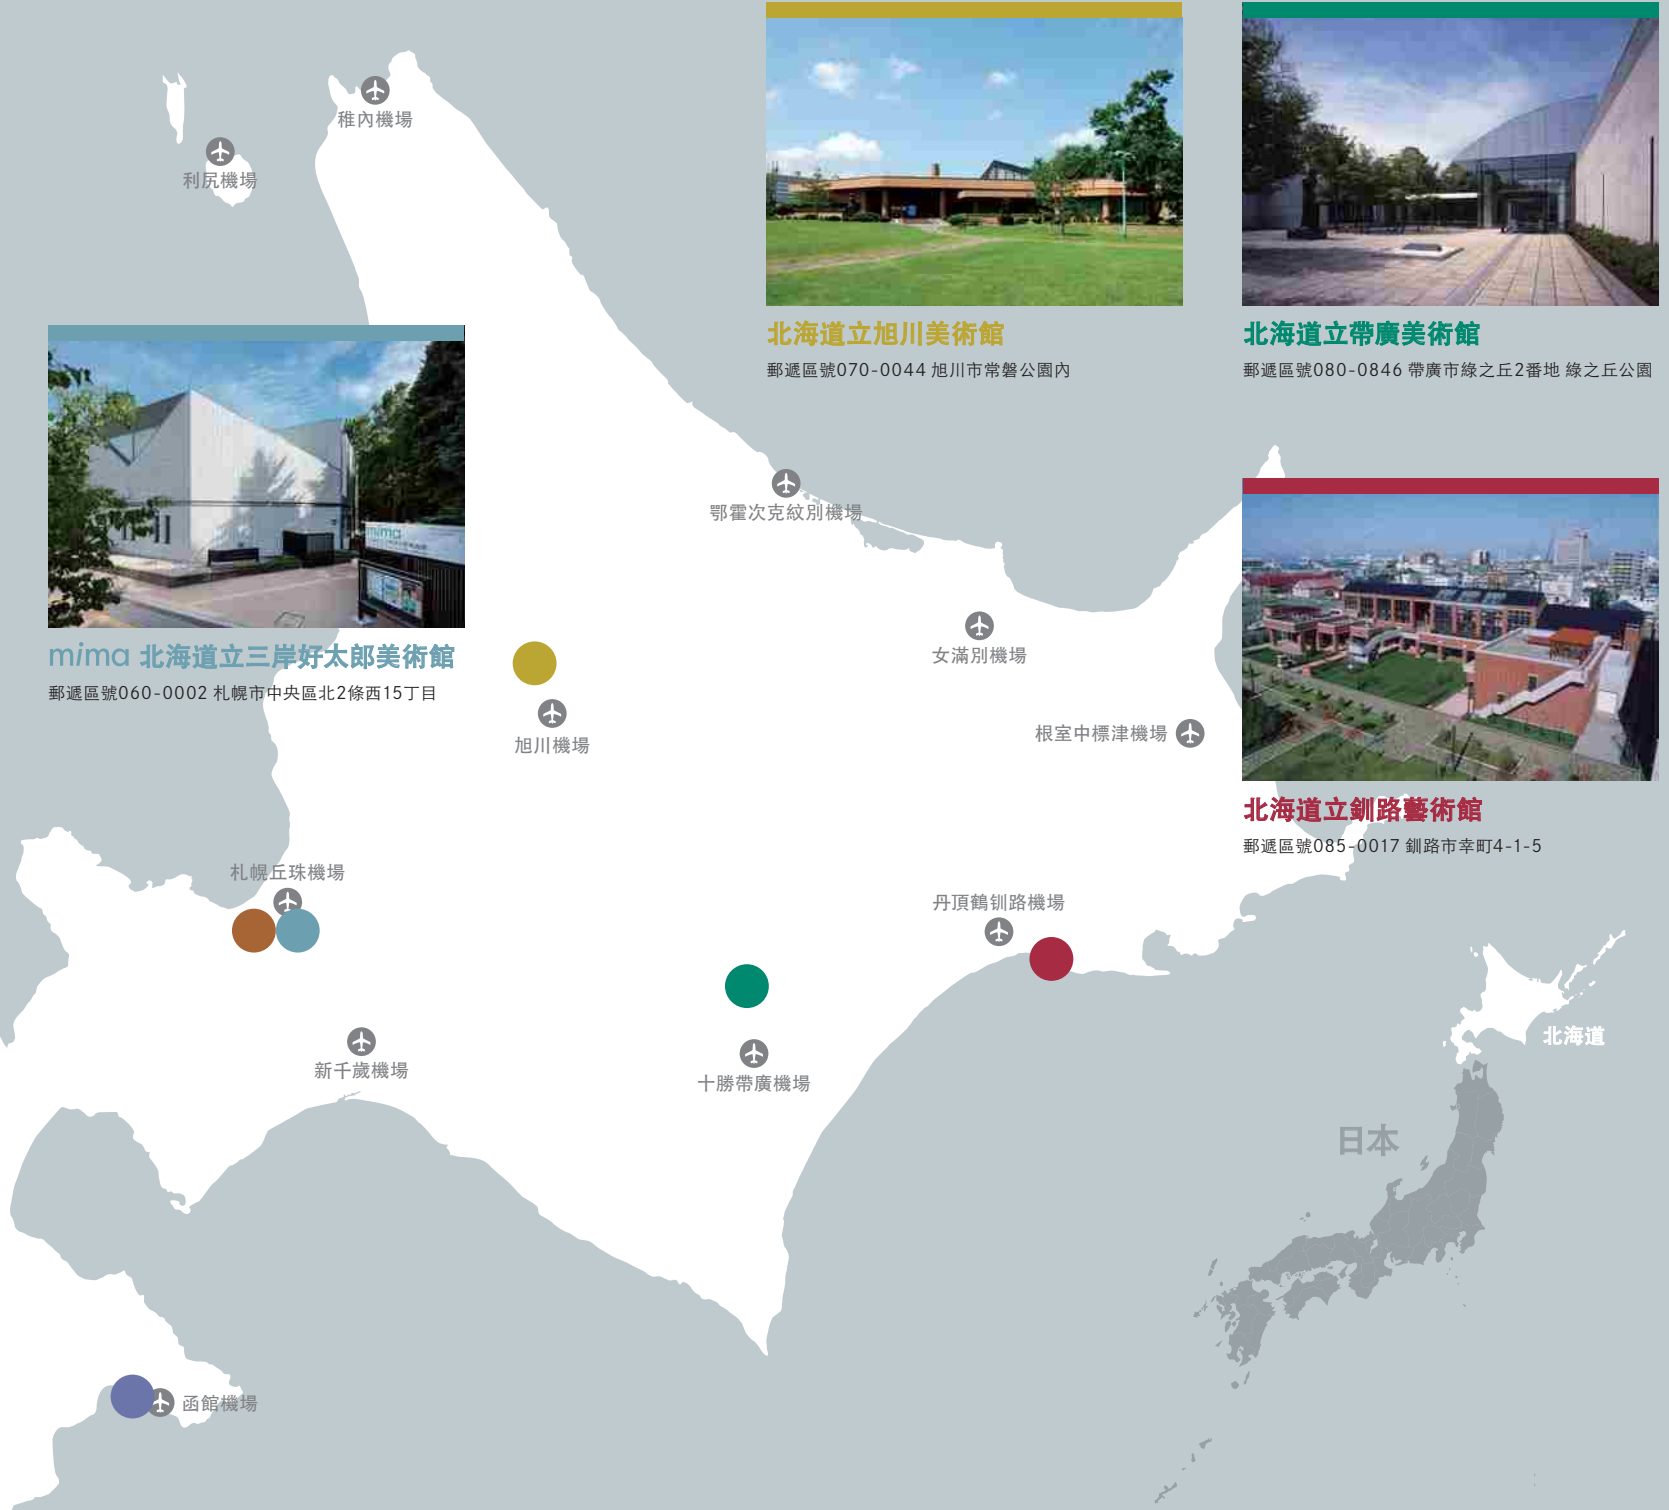 稚內機場
利尻機場
北海道立旭川美術館
郵遞區號070-0044 旭川市常磐公園內
北海道立帶廣美術館
郵遞區號080-0846 帶廣市綠之丘2番地 綠之丘公園
mima
mima 北海道立三岸好太郎美術館
郵遞區號060-0002 札幌市中央區北2條西15丁目
鄂霍次克紋別機場
女滿別機場
旭川機場
根室中標津機場
北海道立釧路藝術館
郵遞區號085-0017 釧路市幸町4-1-5
札幌丘珠機場
丹頂鶴钏路機場
新千歲機場
十勝帶廣機場
北海道
日本
函館機場